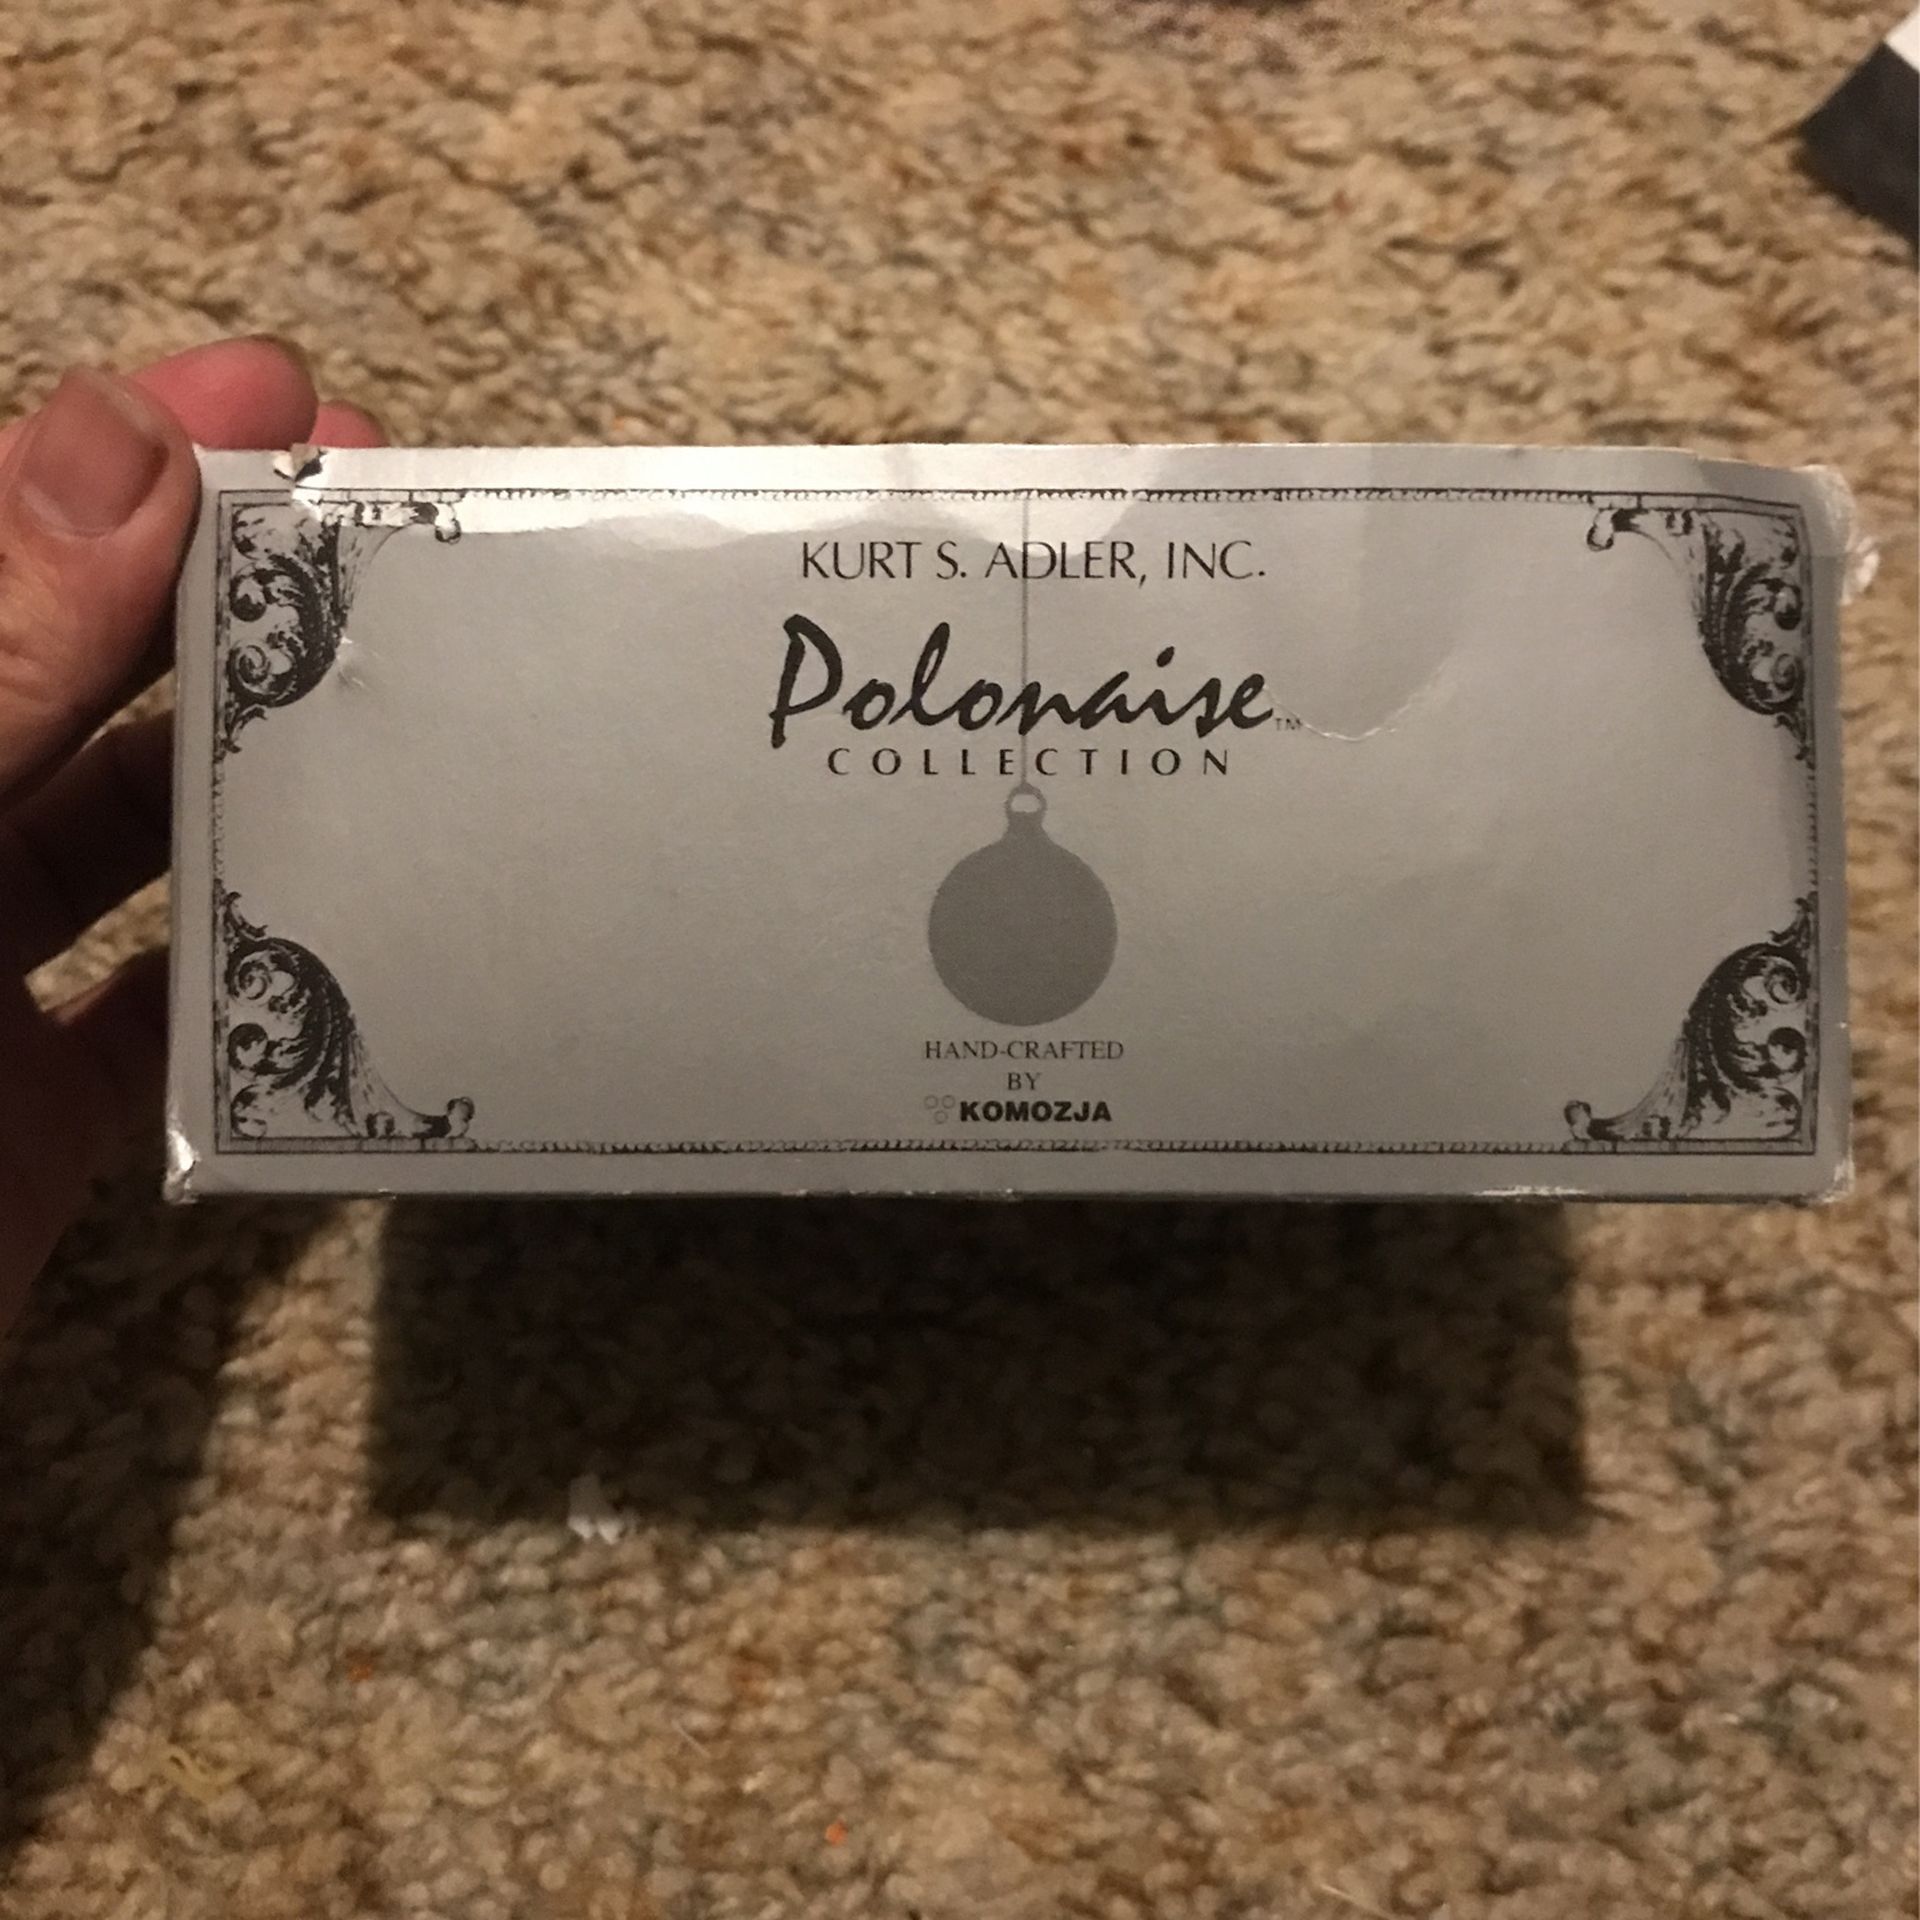 KURT S. ADLER, INC.
Polonaise™
COLLECTION
HAND-CRAFTED
BY
KOMOZJA